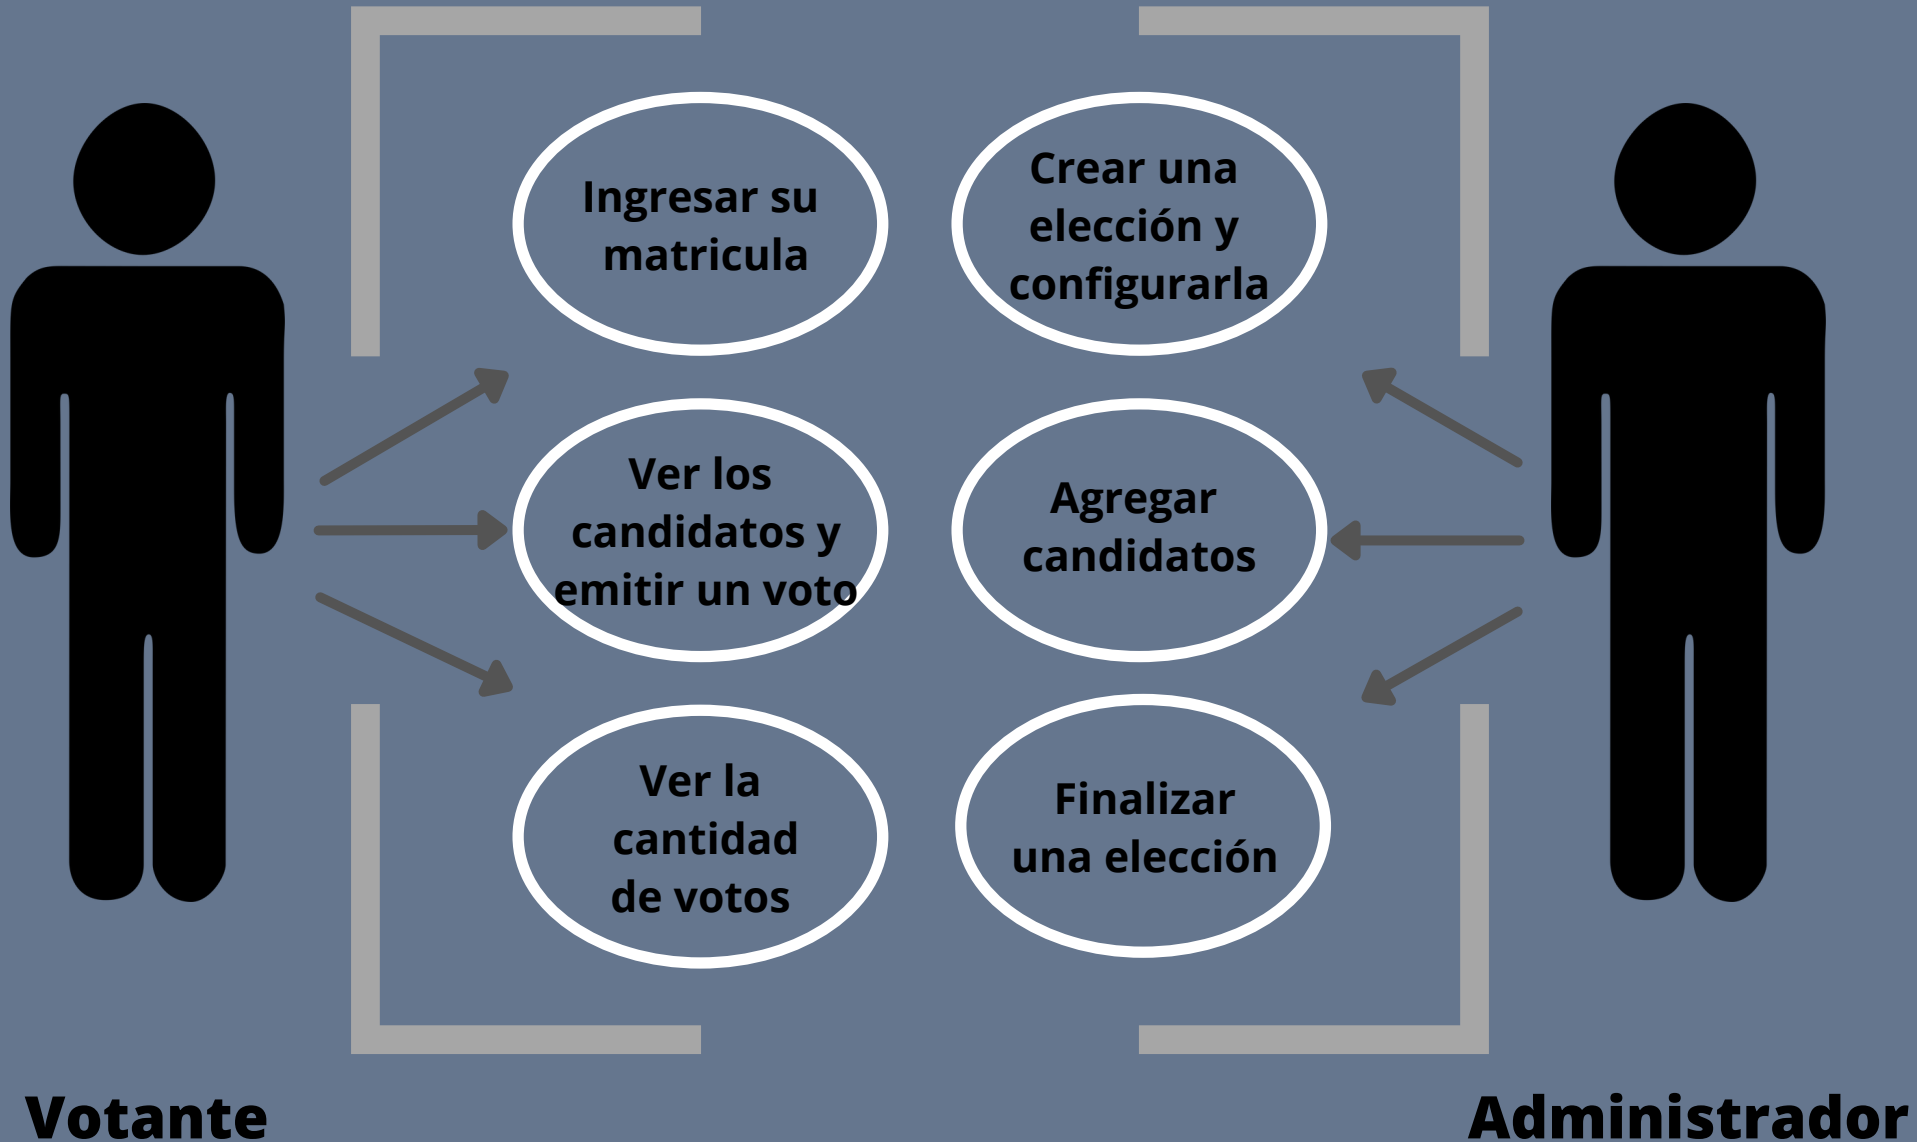 Ingresar su
matricula
Crear una
elección y
configurarla
Ver los
candidatos y
emitir un voto
Agregar
candidatos
Ver la
cantidad
de votos
Finalizar
una elección
Votante
Administrador